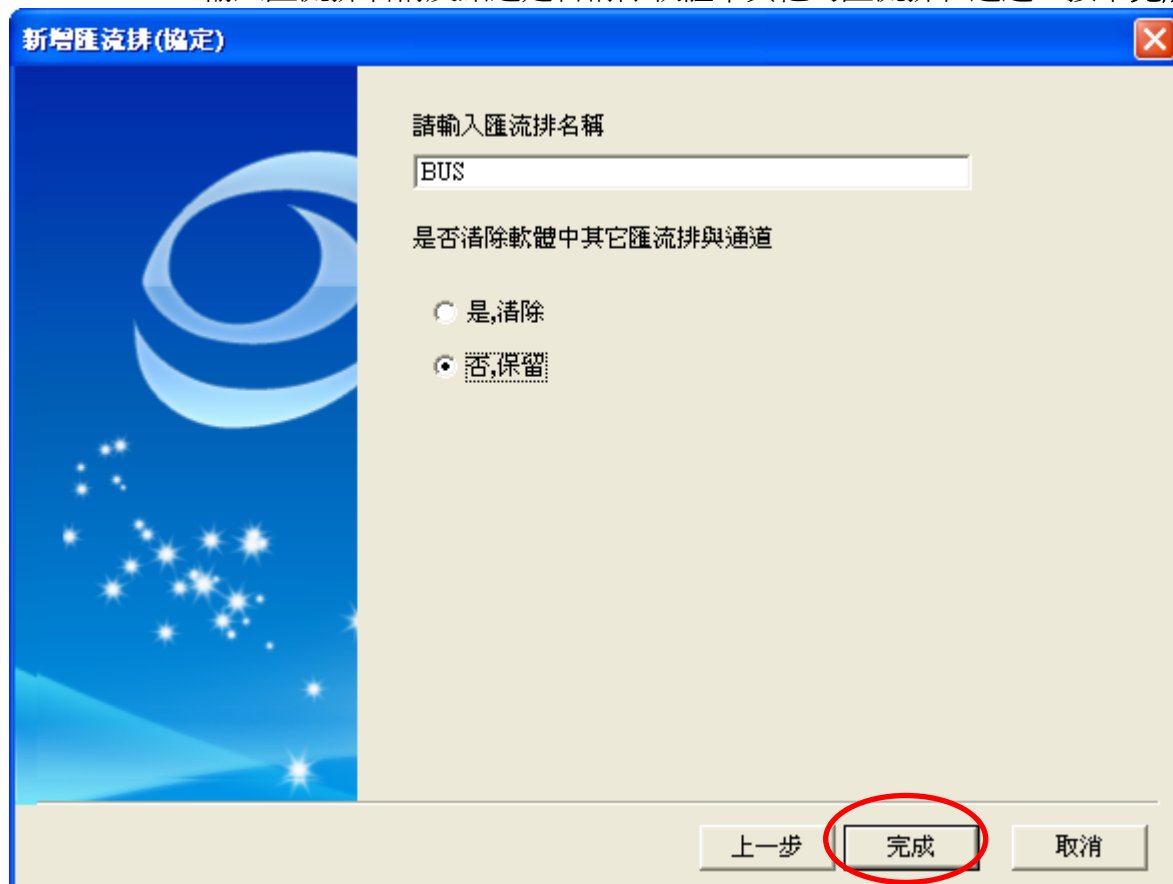 新增匯流排(協定)
請輸入匯流排名稱
BUS
是否清除軟體中其它匯流排與通道
是,清除
否,保留
上一步
完成
取消